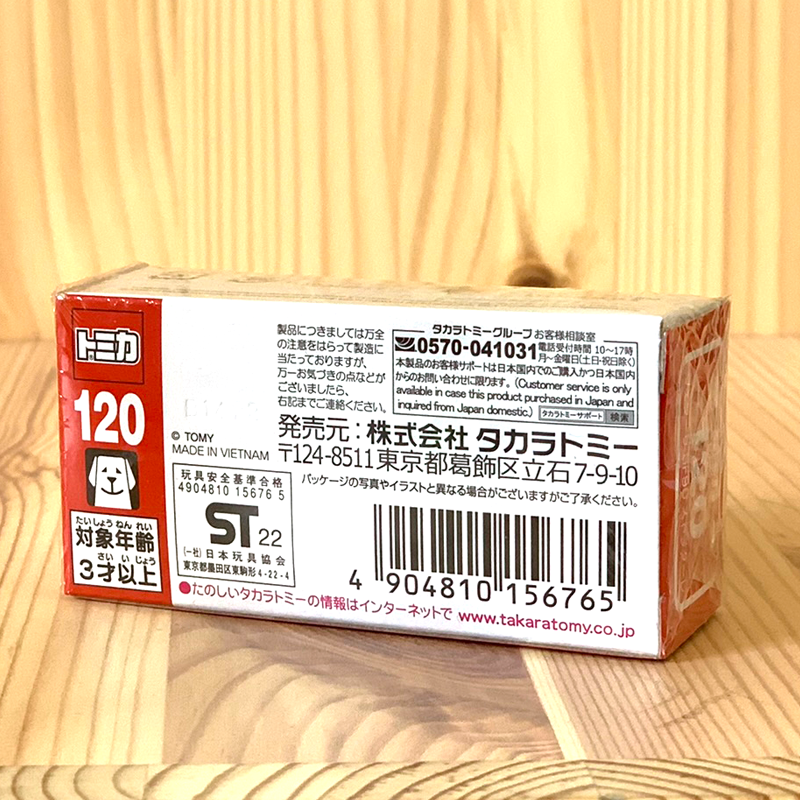 トミカ
120
たいしょうねんれい
対象年齢
さいいじょう
3才以上
© TOMY
MADE IN VIETNAM
玩具安全基準合格
4904810 15676 5
ST 22
(一社)日本玩具協会
東京都墨田区東駒形4-22-4
製品につきましては万全
の注意をはらって製造に
当たっておりますが、
万一お気づきの点などが
ございましたら、
右記までご連絡ください。
タカラトミーグループ お客様相談室
0570-041031 電話受付時間 10〜17時
月〜金曜日(土・日・祝日除く)
本製品のお客様サポートは日本国内でのご購入かつ日本国内
からのお問い合わせに限ります。(Customer service is only
available in case this product purchased in Japan and
inquired from Japan domestic.) タカラトミーサポート 検索
発売元:株式会社 タカラトミー
〒124-8511東京都葛飾区立石7-9-10
パッケージの写真やイラストと異なる場合がございますがご了承ください。
4 904810 156765
●たのしいタカラトミーの情報はインターネットで www.takaratomy.co.jp
120